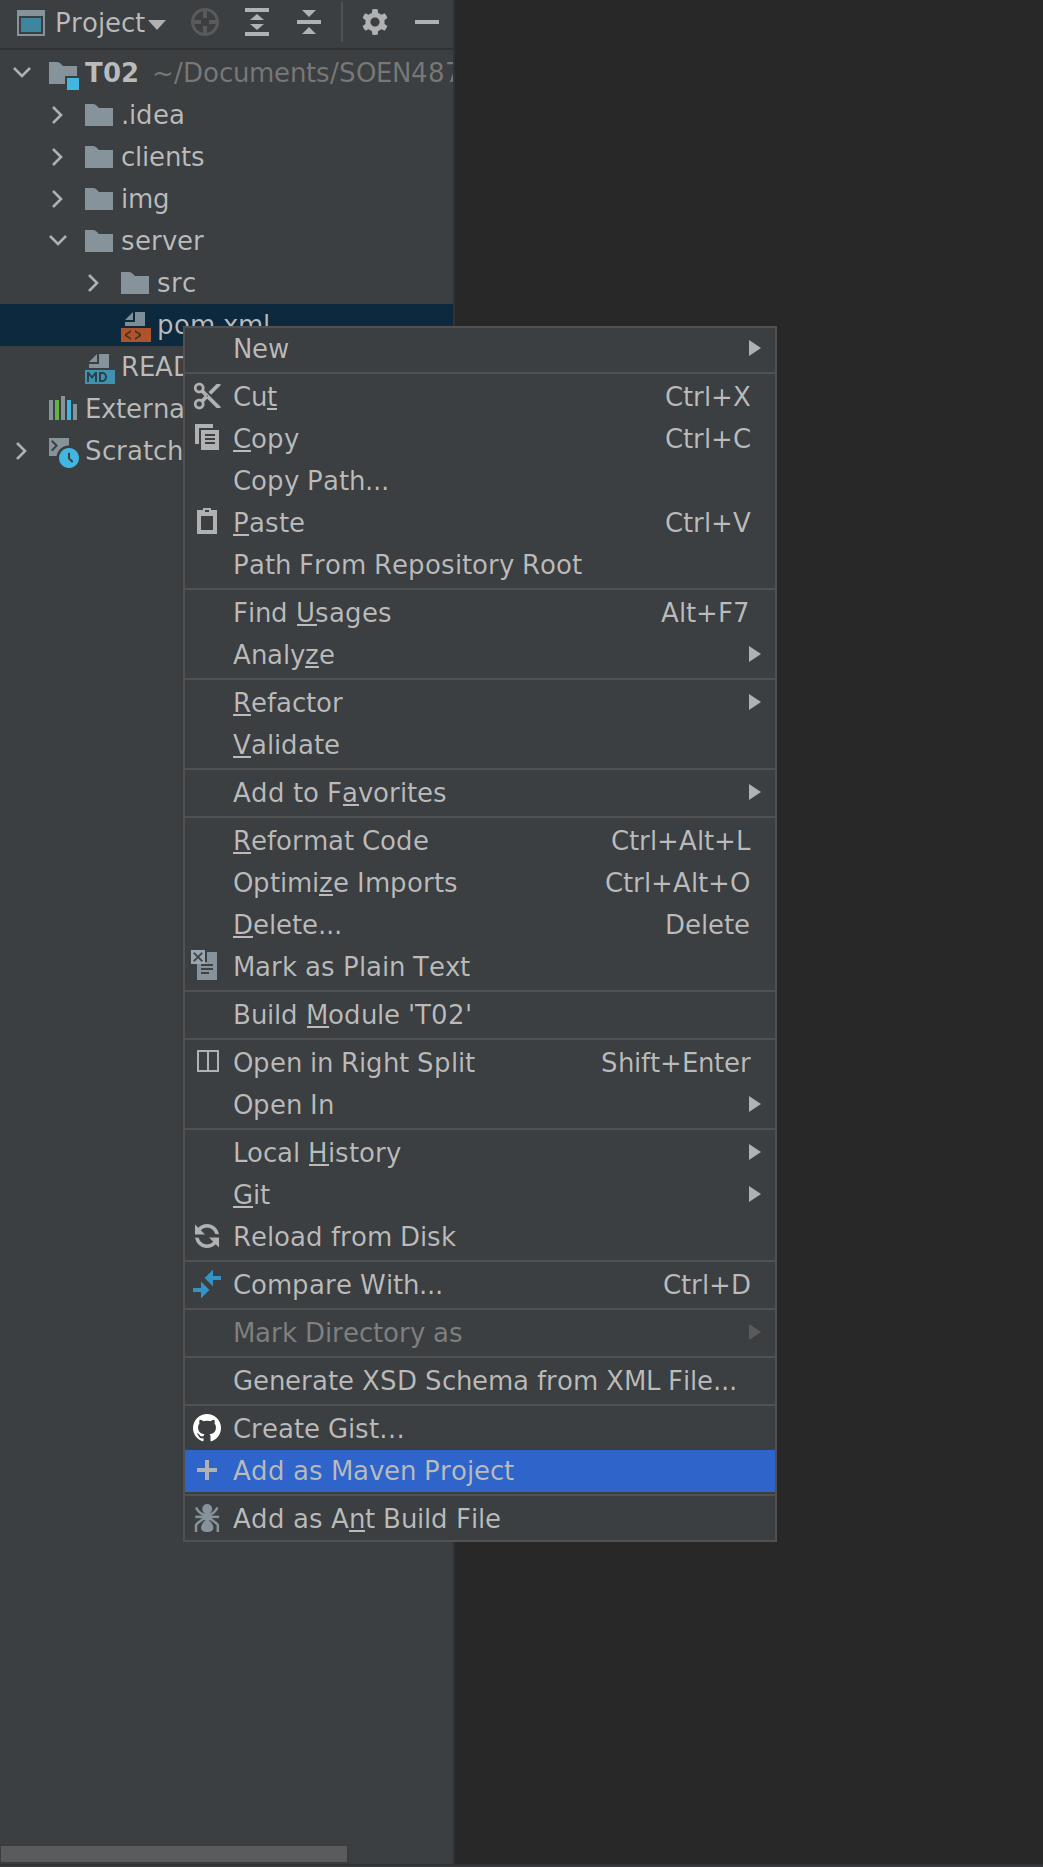 Project
T02 ~/Documents/SOEN487
.idea
clients
img
server
src
pom.xml
READ
MD
Externa
Scratch
New
Cut Ctrl+X
Copy Ctrl+C
Copy Path...
Paste Ctrl+V
Path From Repository Root
Find Usages Alt+F7
Analyze
Refactor
Validate
Add to Favorites
Reformat Code Ctrl+Alt+L
Optimize Imports Ctrl+Alt+O
Delete... Delete
Mark as Plain Text
Build Module 'T02'
Open in Right Split Shift+Enter
Open In
Local History
Git
Reload from Disk
Compare With... Ctrl+D
Mark Directory as
Generate XSD Schema from XML File...
Create Gist...
Add as Maven Project
Add as Ant Build File